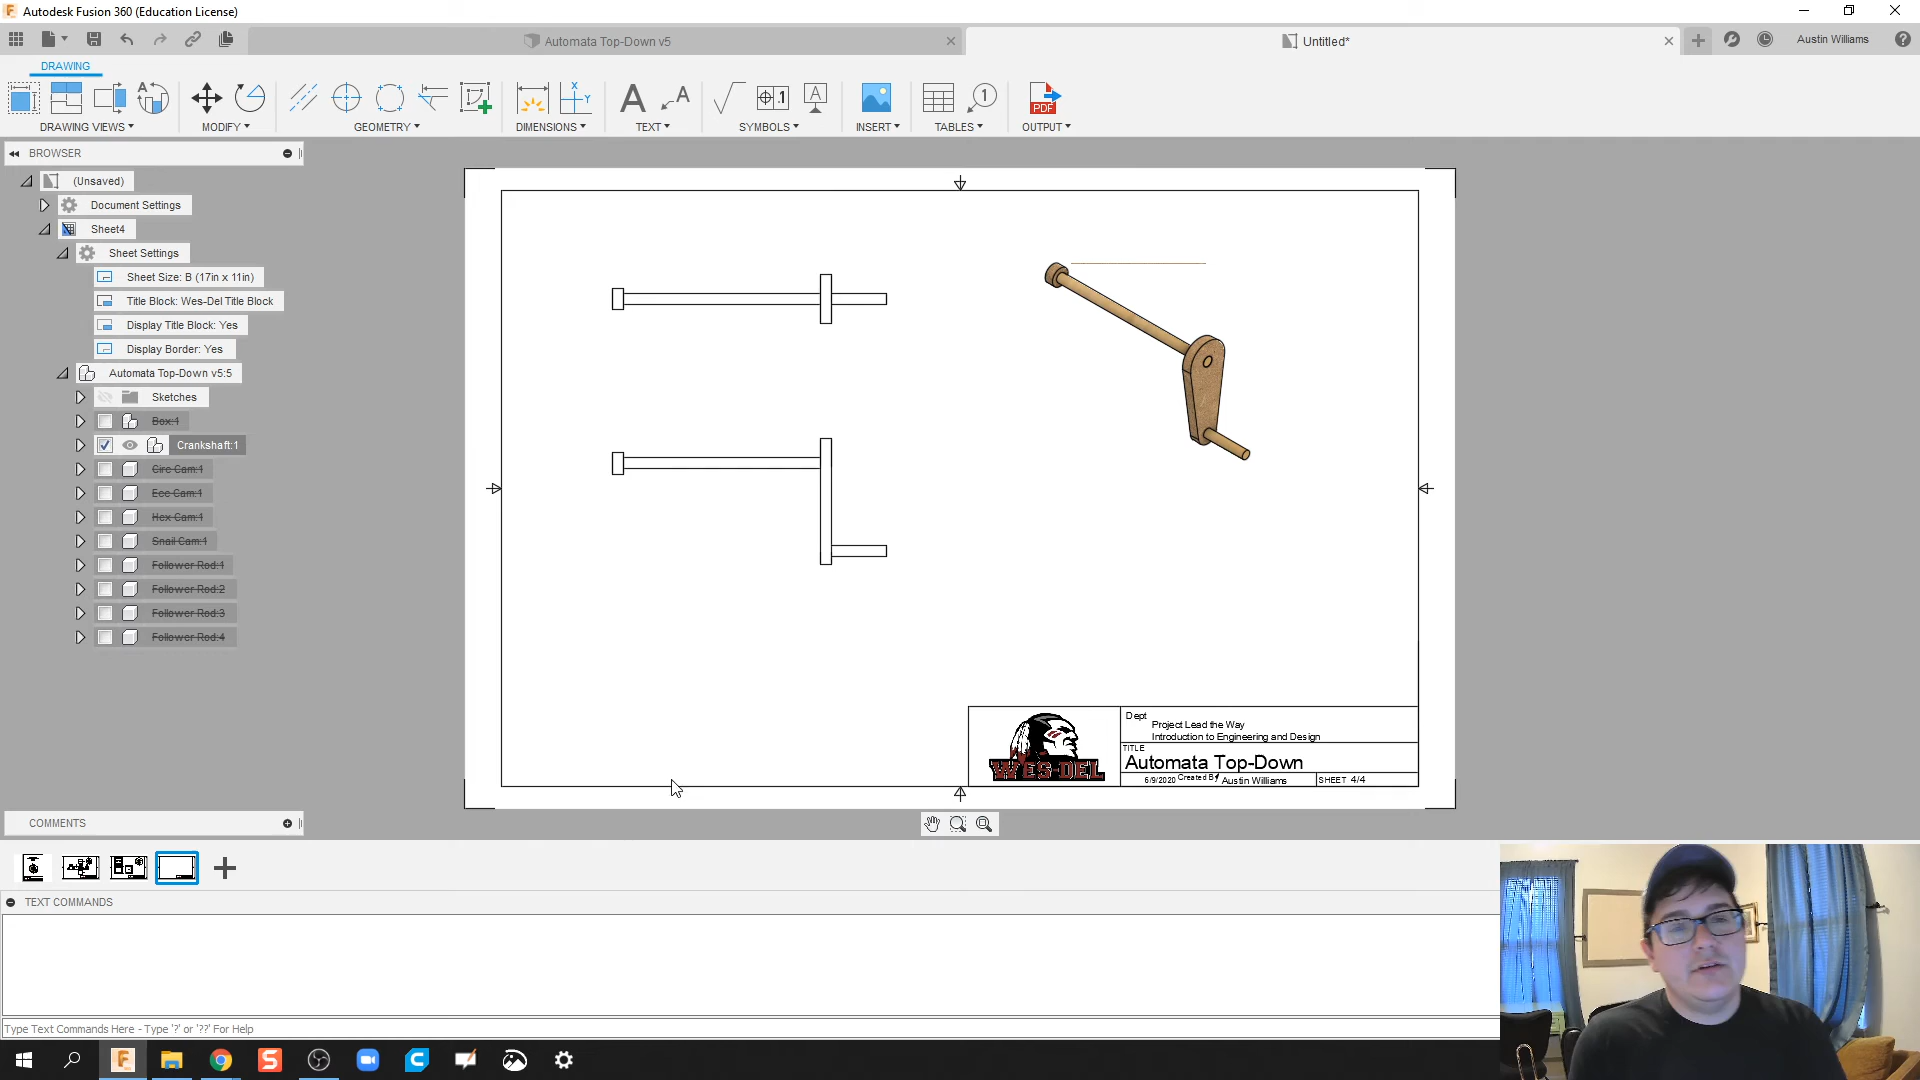 Autodesk Fusion 360 (Education License)
Automata Top-Down v5
Untitled*
Austin Williams
DRAWING
DRAWING VIEWS
MODIFY
GEOMETRY
DIMENSIONS
TEXT
SYMBOLS
INSERT
TABLES
OUTPUT
BROWSER
(Unsaved)
Document Settings
Sheet4
Sheet Settings
Sheet Size: B (17in x 11in)
Title Block: Wes-Del Title Block
Display Title Block: Yes
Display Border: Yes
Automata Top-Down v5:5
Sketches
Box:1
Crankshaft:1
Circ Cam:1
Ecc Cam:1
Hex Cam:1
Snail Cam:1
Follower Rod:1
Follower Rod:2
Follower Rod:3
Follower Rod:4
WES-DEL
Dept
Project Lead the Way
Introduction to Engineering and Design
TITLE
Automata Top-Down
6/9/2020 Created By Austin Williams SHEET 4/4
COMMENTS
TEXT COMMANDS
Type Text Commands Here - Type '?' or '??' For Help